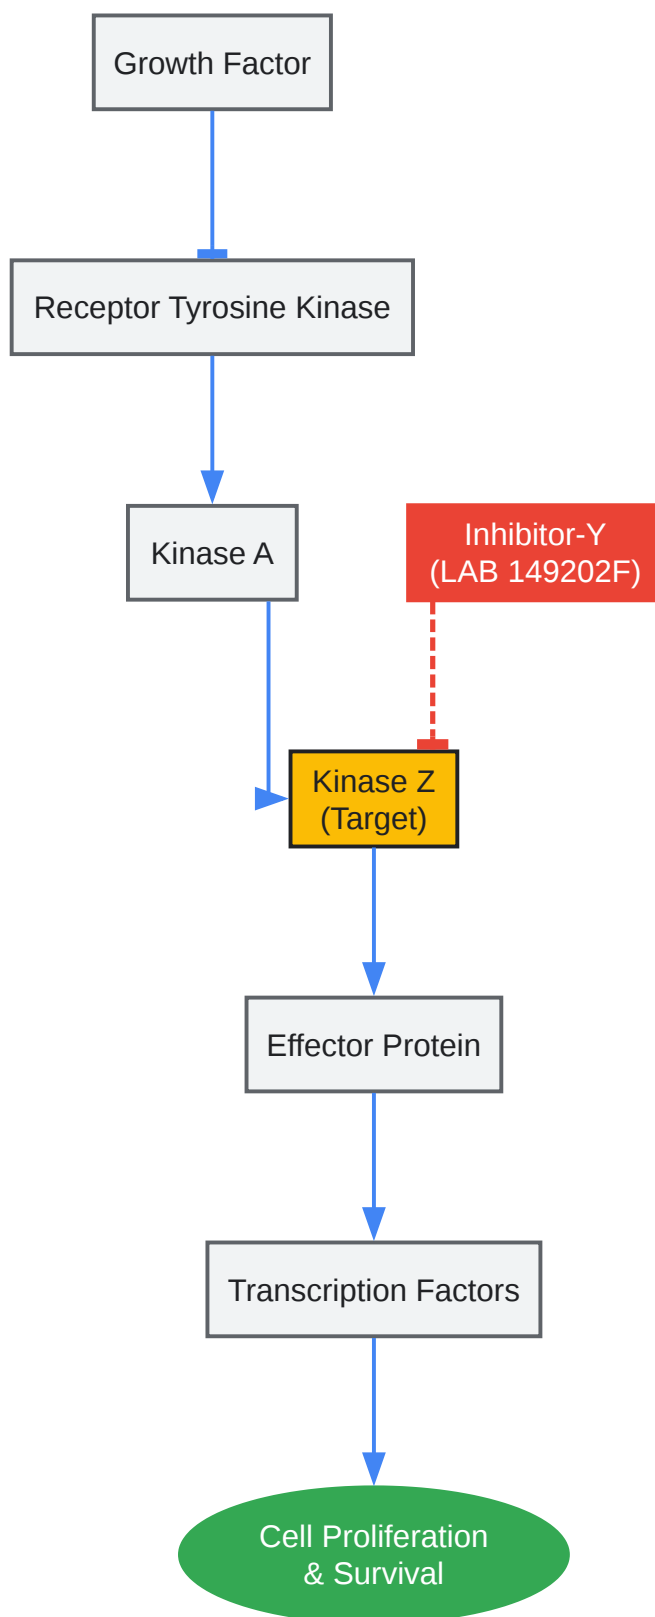 Growth Factor
Receptor Tyrosine Kinase
Kinase A
Inhibitor-Y
(LAB 149202F)
Kinase Z
(Target)
Effector Protein
Transcription Factors
Cell Proliferation
& Survival